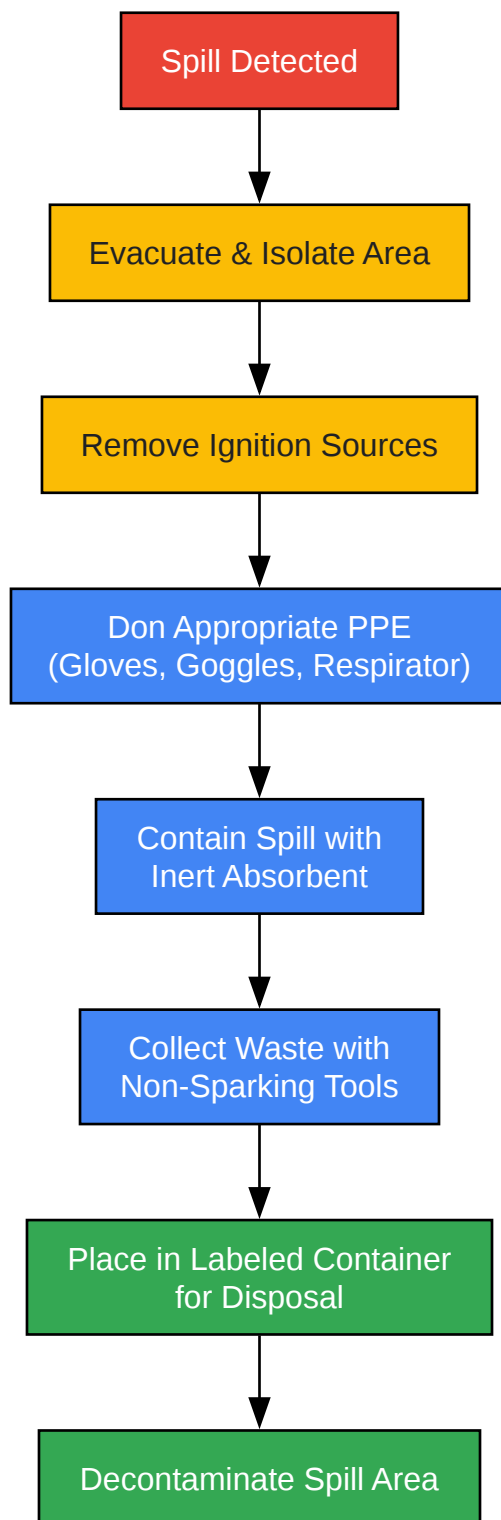 Spill Detected
Evacuate & Isolate Area
Remove Ignition Sources
Don Appropriate PPE
(Gloves, Goggles, Respirator)
Contain Spill with
Inert Absorbent
Collect Waste with
Non-Sparking Tools
Place in Labeled Container
for Disposal
Decontaminate Spill Area